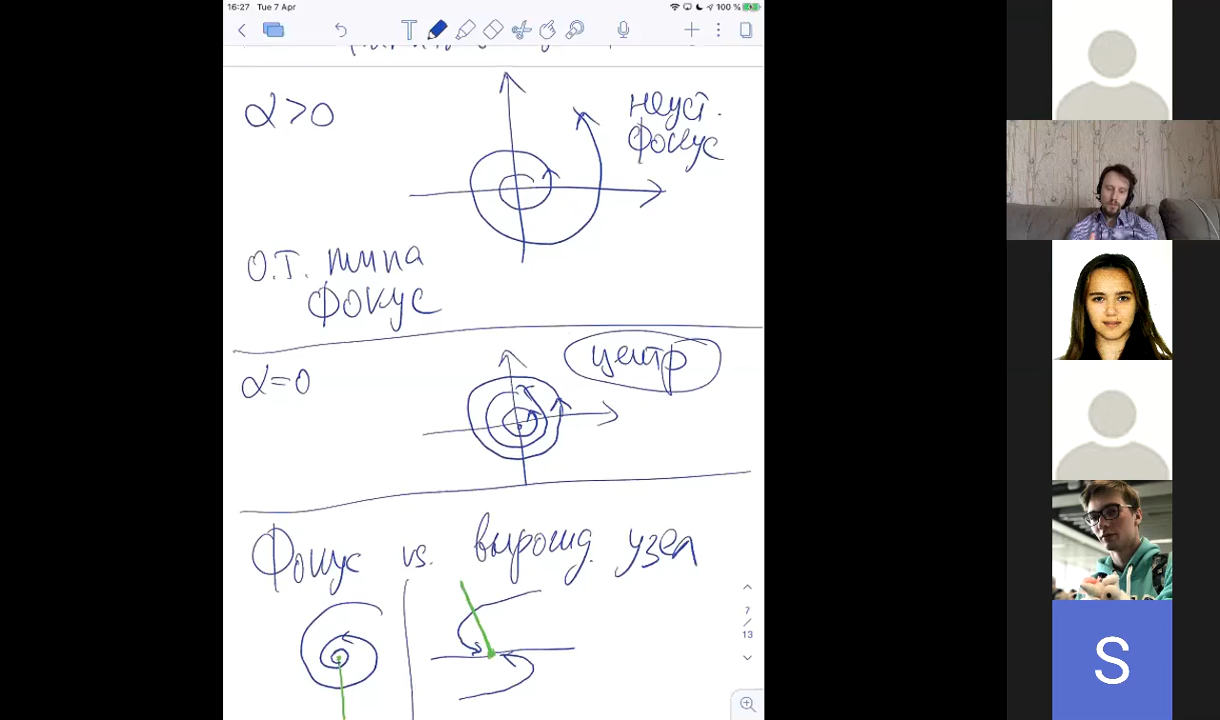 16:27 Tue 7 Apr
100 %
T
α>0
неуст.
фокус
О.Т. типа
фокус
α=0
центр
Фокус vs. вырожд. узел
7
/
13
S